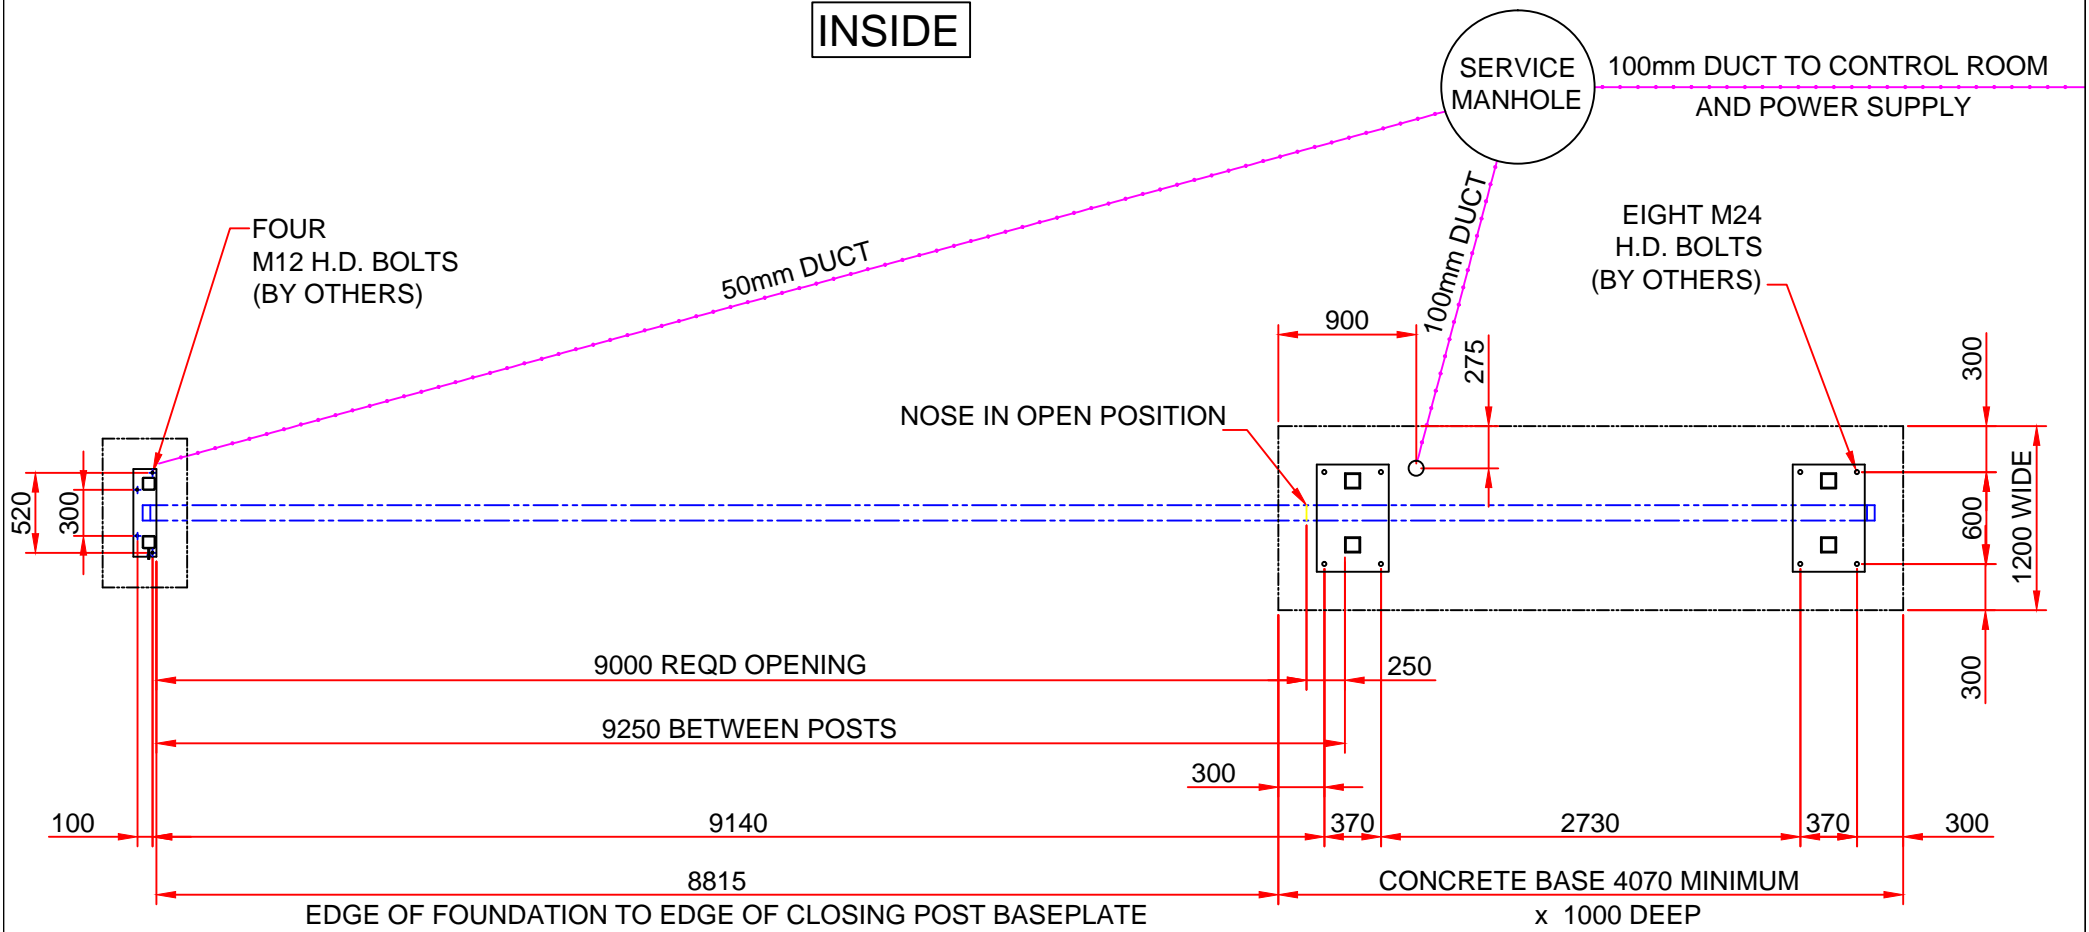 INSIDE
SERVICE
MANHOLE
100mm DUCT TO CONTROL ROOM
AND POWER SUPPLY
FOUR
M12 H.D. BOLTS
(BY OTHERS)
50mm DUCT
100mm DUCT
EIGHT M24
H.D. BOLTS
(BY OTHERS)
900
275
300
NOSE IN OPEN POSITION
520
300
600
1200 WIDE
300
9000 REQD OPENING
250
9250 BETWEEN POSTS
300
100
9140
370
2730
370
300
8815
EDGE OF FOUNDATION TO EDGE OF CLOSING POST BASEPLATE
CONCRETE BASE 4070 MINIMUM
x 1000 DEEP